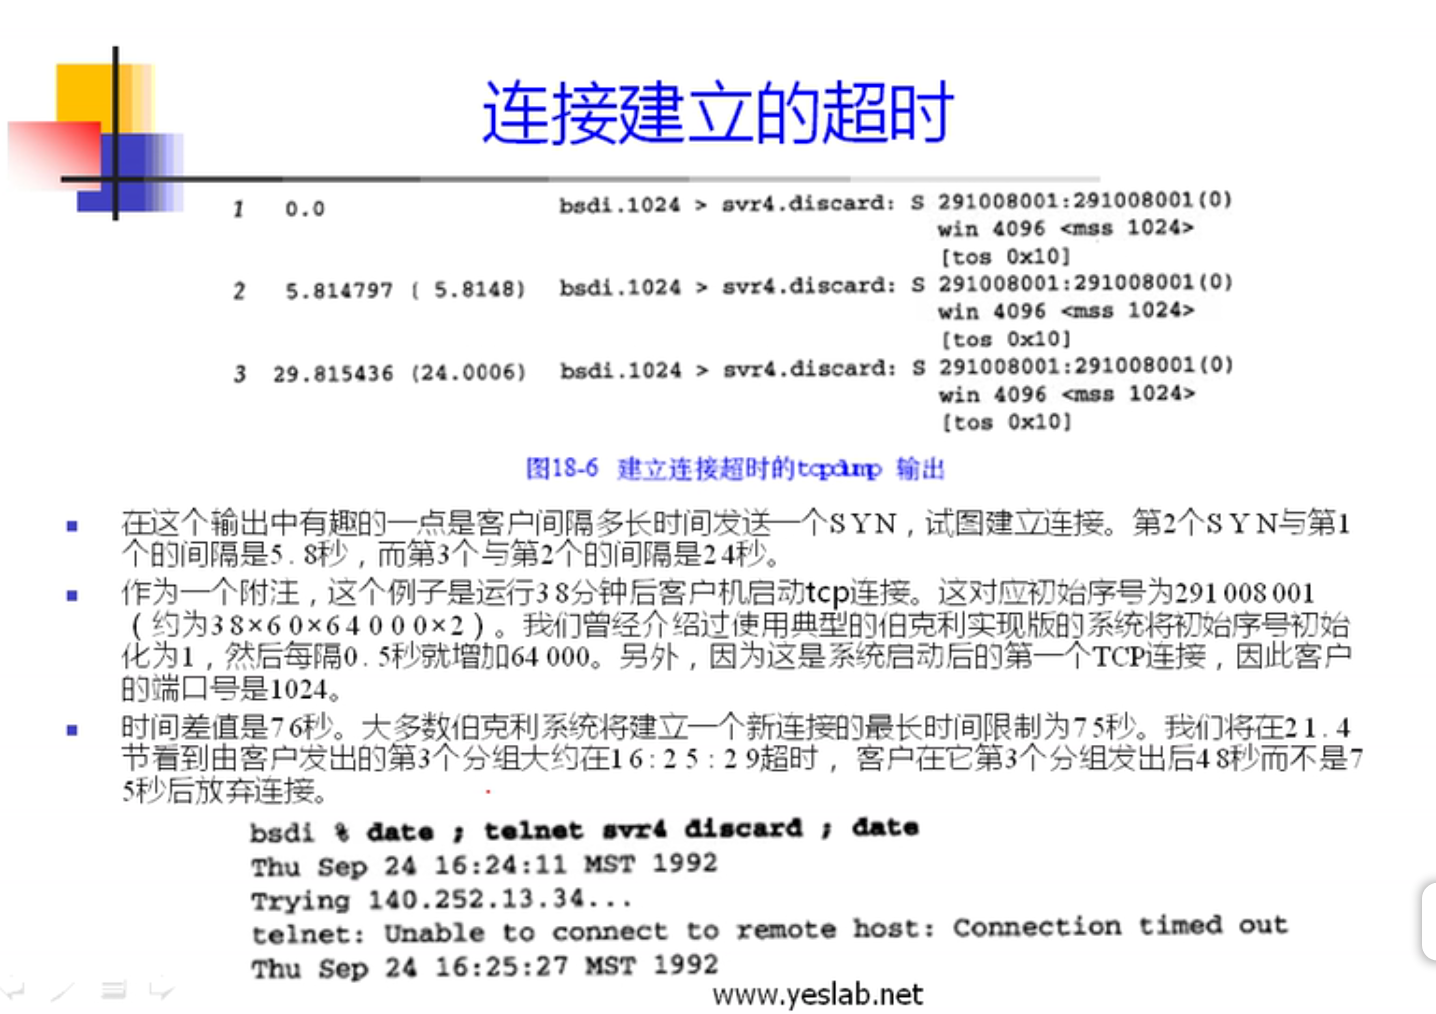 连接建立的超时
1 0.0 bsdi.1024 > svr4.discard: S 291008001:291008001(0)
win 4096 <mss 1024>
[tos 0x10]
2 5.814797 ( 5.8148) bsdi.1024 > svr4.discard: S 291008001:291008001(0)
win 4096 <mss 1024>
[tos 0x10]
3 29.815436 (24.0006) bsdi.1024 > svr4.discard: S 291008001:291008001(0)
win 4096 <mss 1024>
[tos 0x10]
图18-6 建立连接超时的tcpdump 输出
在这个输出中有趣的一点是客户间隔多长时间发送一个SYN，试图建立连接。第2个SYN与第1
个的间隔是5.8秒，而第3个与第2个的间隔是24秒。
作为一个附注，这个例子是运行38分钟后客户机启动tcp连接。这对应初始序号为291 008 001
（约为38×60×64000×2）。我们曾经介绍过使用典型的伯克利实现版的系统将初始序号初始
化为1，然后每隔0.5秒就增加64 000。另外，因为这是系统启动后的第一个TCP连接，因此客户
的端口号是1024。
时间差值是76秒。大多数伯克利系统将建立一个新连接的最长时间限制为75秒。我们将在21.4
节看到由客户发出的第3个分组大约在16:25:29超时，客户在它第3个分组发出后48秒而不是7
5秒后放弃连接。
bsdi % date ; telnet svr4 discard ; date
Thu Sep 24 16:24:11 MST 1992
Trying 140.252.13.34...
telnet: Unable to connect to remote host: Connection timed out
Thu Sep 24 16:25:27 MST 1992
www.yeslab.net